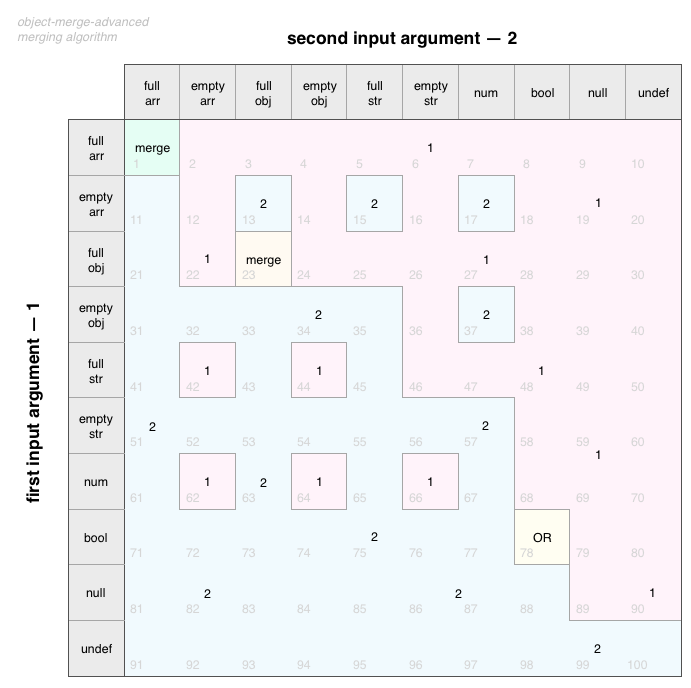 object-merge-advanced
merging algorithm
second input argument — 2
full arr
empty arr
full obj
empty obj
full str
empty str
num
bool
null
undef
first input argument — 1
full arr
merge
1
1
2 3 4 5 6 7 8 9 10
empty arr
2
2
2
1
11 12 13 14 15 16 17 18 19 20
full obj
1
merge
1
21 22 23 24 25 26 27 28 29 30
empty obj
2
2
31 32 33 34 35 36 37 38 39 40
full str
1
1
1
41 42 43 44 45 46 47 48 49 50
empty str
2
2
51 52 53 54 55 56 57 58 59 60
1
num
1
2
1
1
61 62 63 64 65 66 67 68 69 70
bool
2
OR
71 72 73 74 75 76 77 78 79 80
null
2
2
1
81 82 83 84 85 86 87 88 89 90
undef
2
91 92 93 94 95 96 97 98 99 100